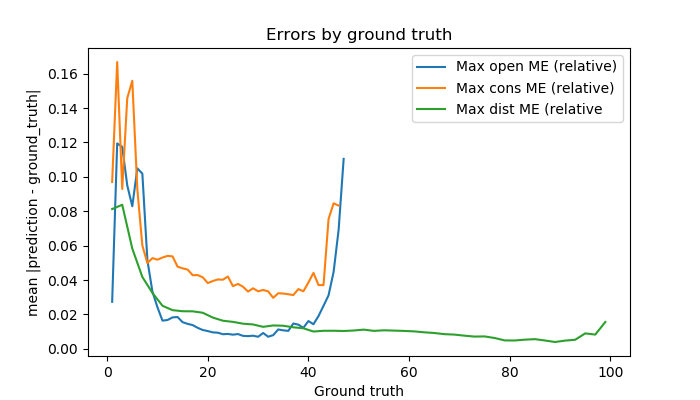 Errors by ground truth
mean |prediction - ground_truth|
0.16
0.14
0.12
0.10
0.08
0.06
0.04
0.02
0.00
Max open ME (relative)
Max cons ME (relative)
Max dist ME (relative
0 20 40 60 80 100
Ground truth